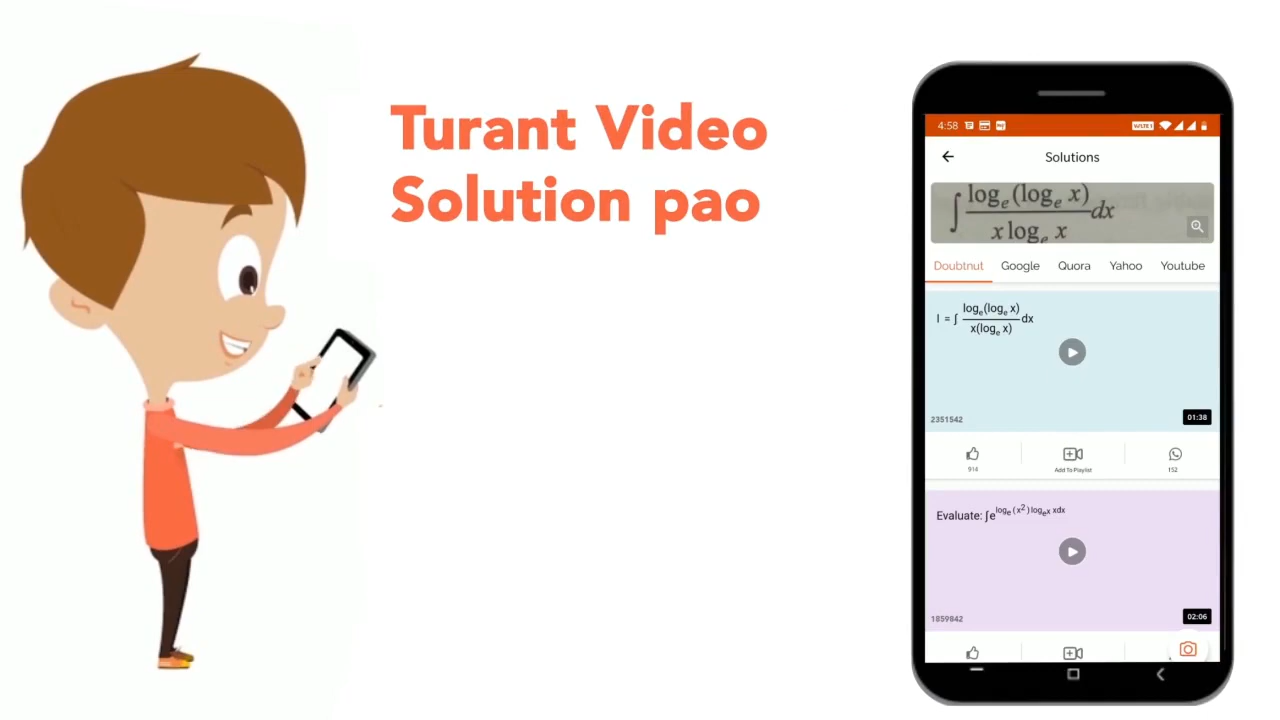 Turant Video
Solution pao
4:58
VoLTE1
Solutions
∫ logₑ(logₑ x) / x logₑ x dx
Doubtnut Google Quora Yahoo Youtube
I = ∫ logₑ(logₑ x) / x(logₑ x) dx
2351542
01:38
914
Add To Playlist
152
Evaluate: ∫e^logₑ(x²)logₑx xdx
1859842
02:06